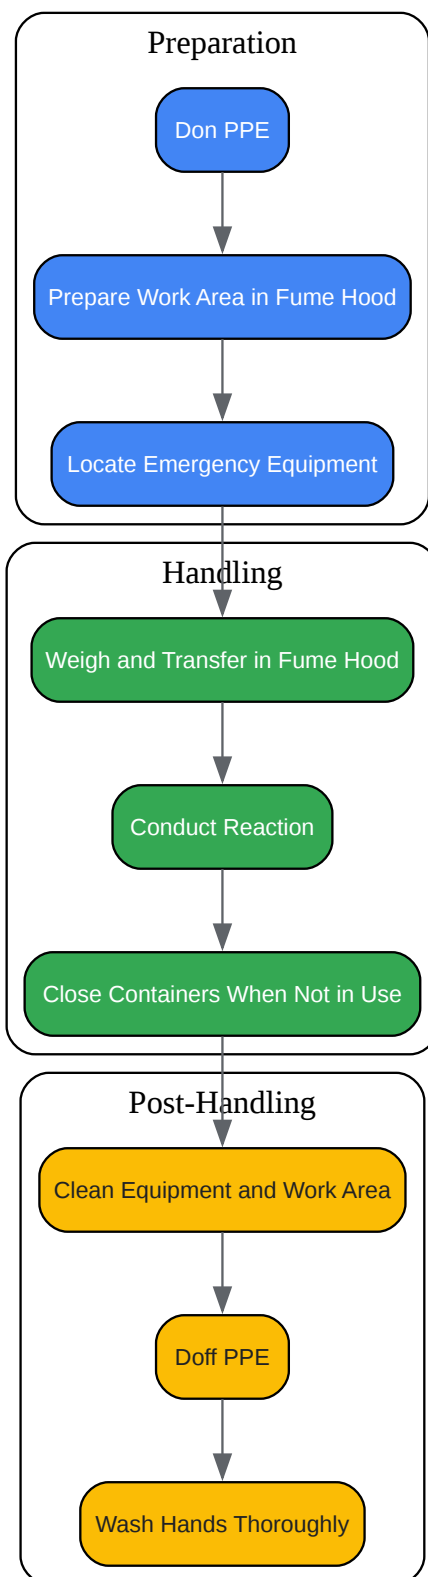 Preparation
Don PPE
Prepare Work Area in Fume Hood
Locate Emergency Equipment
Handling
Weigh and Transfer in Fume Hood
Conduct Reaction
Close Containers When Not in Use
Post-Handling
Clean Equipment and Work Area
Doff PPE
Wash Hands Thoroughly